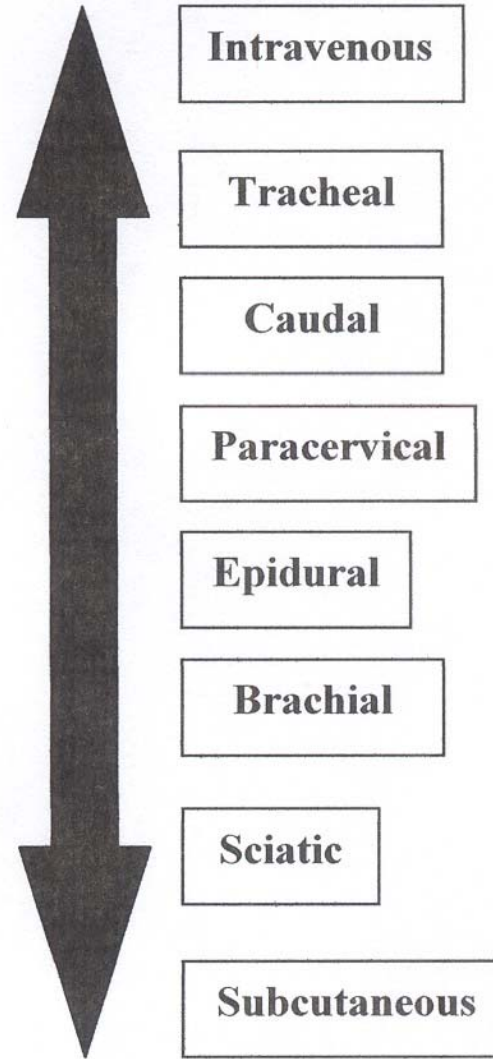 Intravenous
Tracheal
Caudal
Paracervical
Epidural
Brachial
Sciatic
Subcutaneous